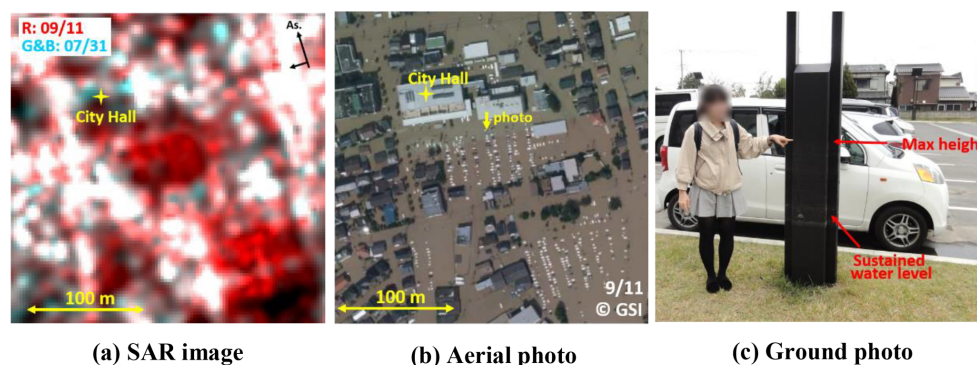 R: 09/11
G&B: 07/31
As.
City Hall
100 m
City Hall
photo
100 m
9/11
© GSI
Max heigh
Sustained
water level
(a) SAR image
(b) Aerial photo
(c) Ground photo